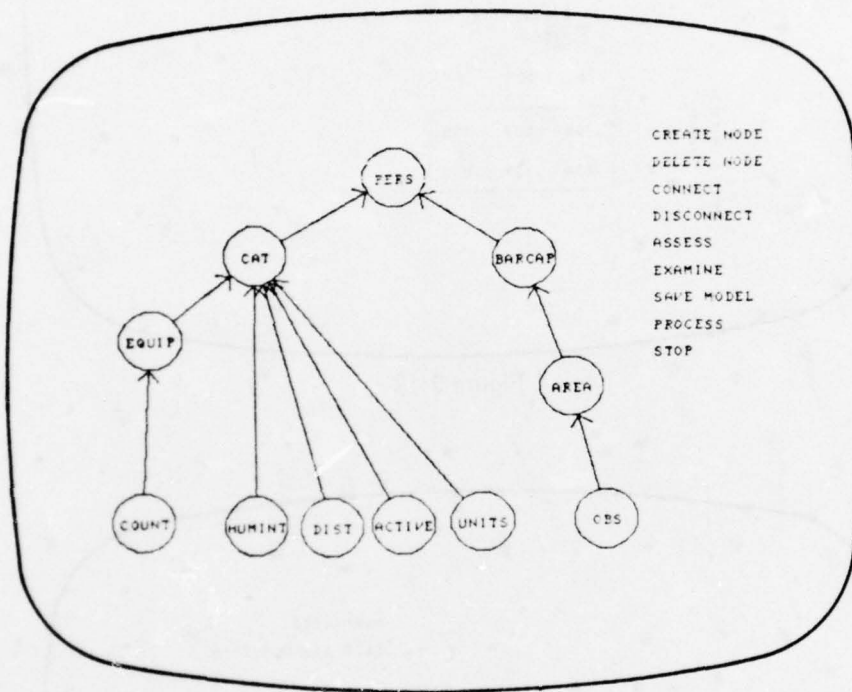 PERS
CAT
BARCAP
EQUIP
AREA
COUNT
HUMINT
DIST
ACTIVE
UNITS
OBS
CREATE NODE
DELETE NODE
CONNECT
DISCONNECT
ASSESS
EXAMINE
SAVE MODEL
PROCESS
STOP